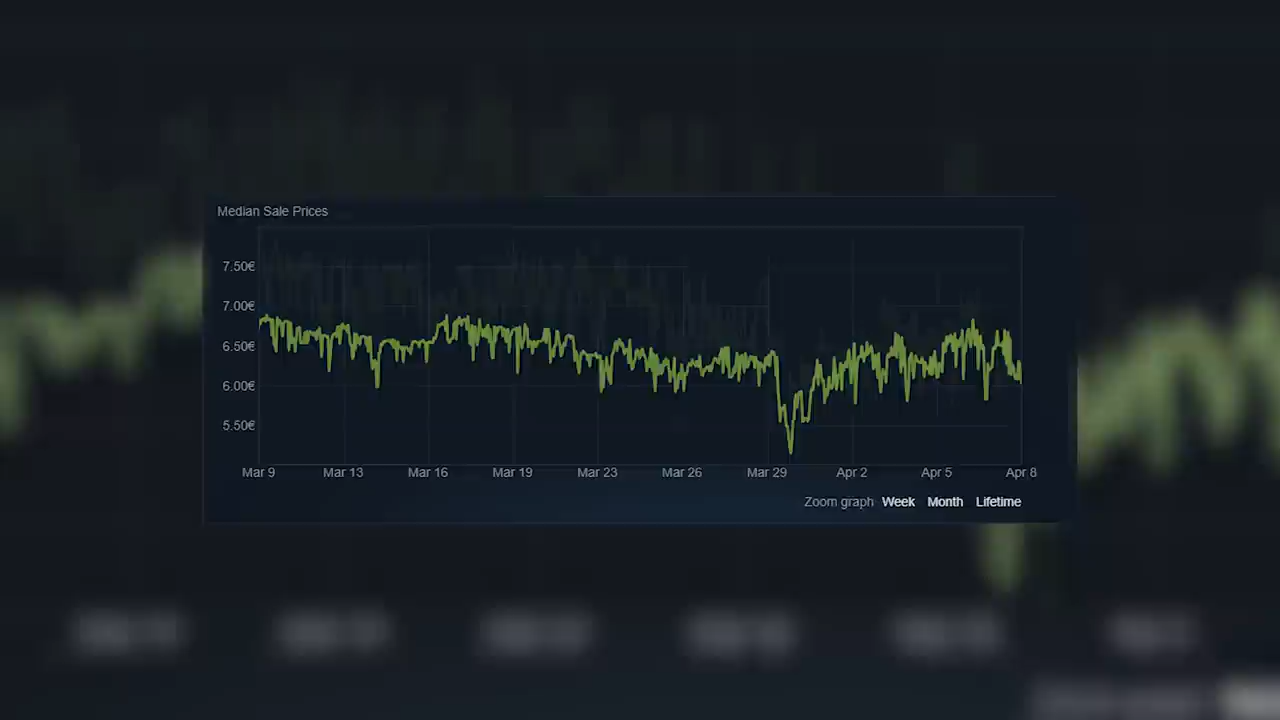 Median Sale Prices
7.50€
7.00€
6.50€
6.00€
5.50€
Mar 9 Mar 13 Mar 16 Mar 19 Mar 23 Mar 26 Mar 29 Apr 2 Apr 5 Apr 8
Zoom graph Week Month Lifetime